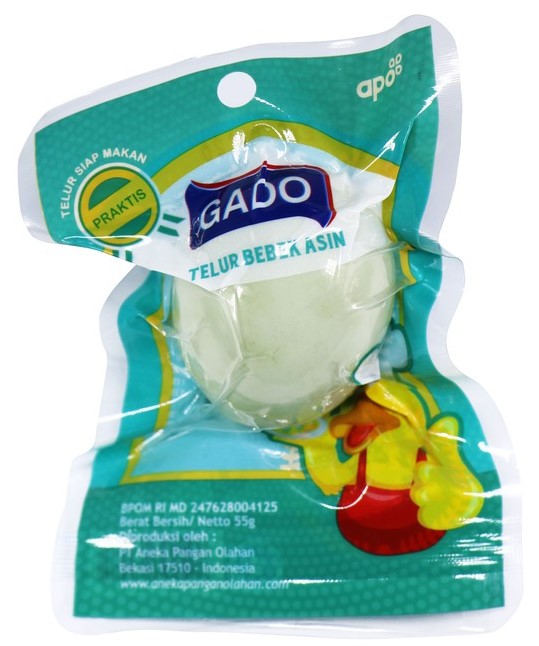 apo
TELUR SIAP MAKAN
PRAKTIS
GADO
TELUR BEBEK ASIN
BPOM RI MD 247628004125
Berat Bersih/ Netto 55g
Diproduksi oleh :
PT Aneka Pangan Olahan
Bekasi 17510 - Indonesia
www.anekapanganolahan.com